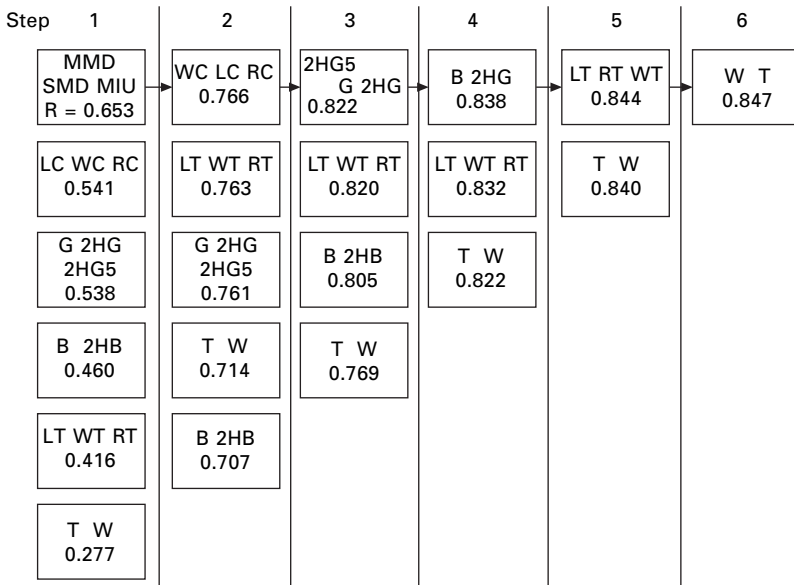 Step 1 2 3 4 5 6
MMD
SMD MIU
R = 0.653
LC WC RC
0.541
G 2HG
2HG5
0.538
B 2HB
0.460
LT WT RT
0.416
T W
0.277
WC LC RC
0.766
LT WT RT
0.763
G 2HG
2HG5
0.761
T W
0.714
B 2HB
0.707
2HG5
G 2HG
0.822
LT WT RT
0.820
B 2HB
0.805
T W
0.769
B 2HG
0.838
LT WT RT
0.832
T W
0.822
LT RT WT
0.844
T W
0.840
W T
0.847